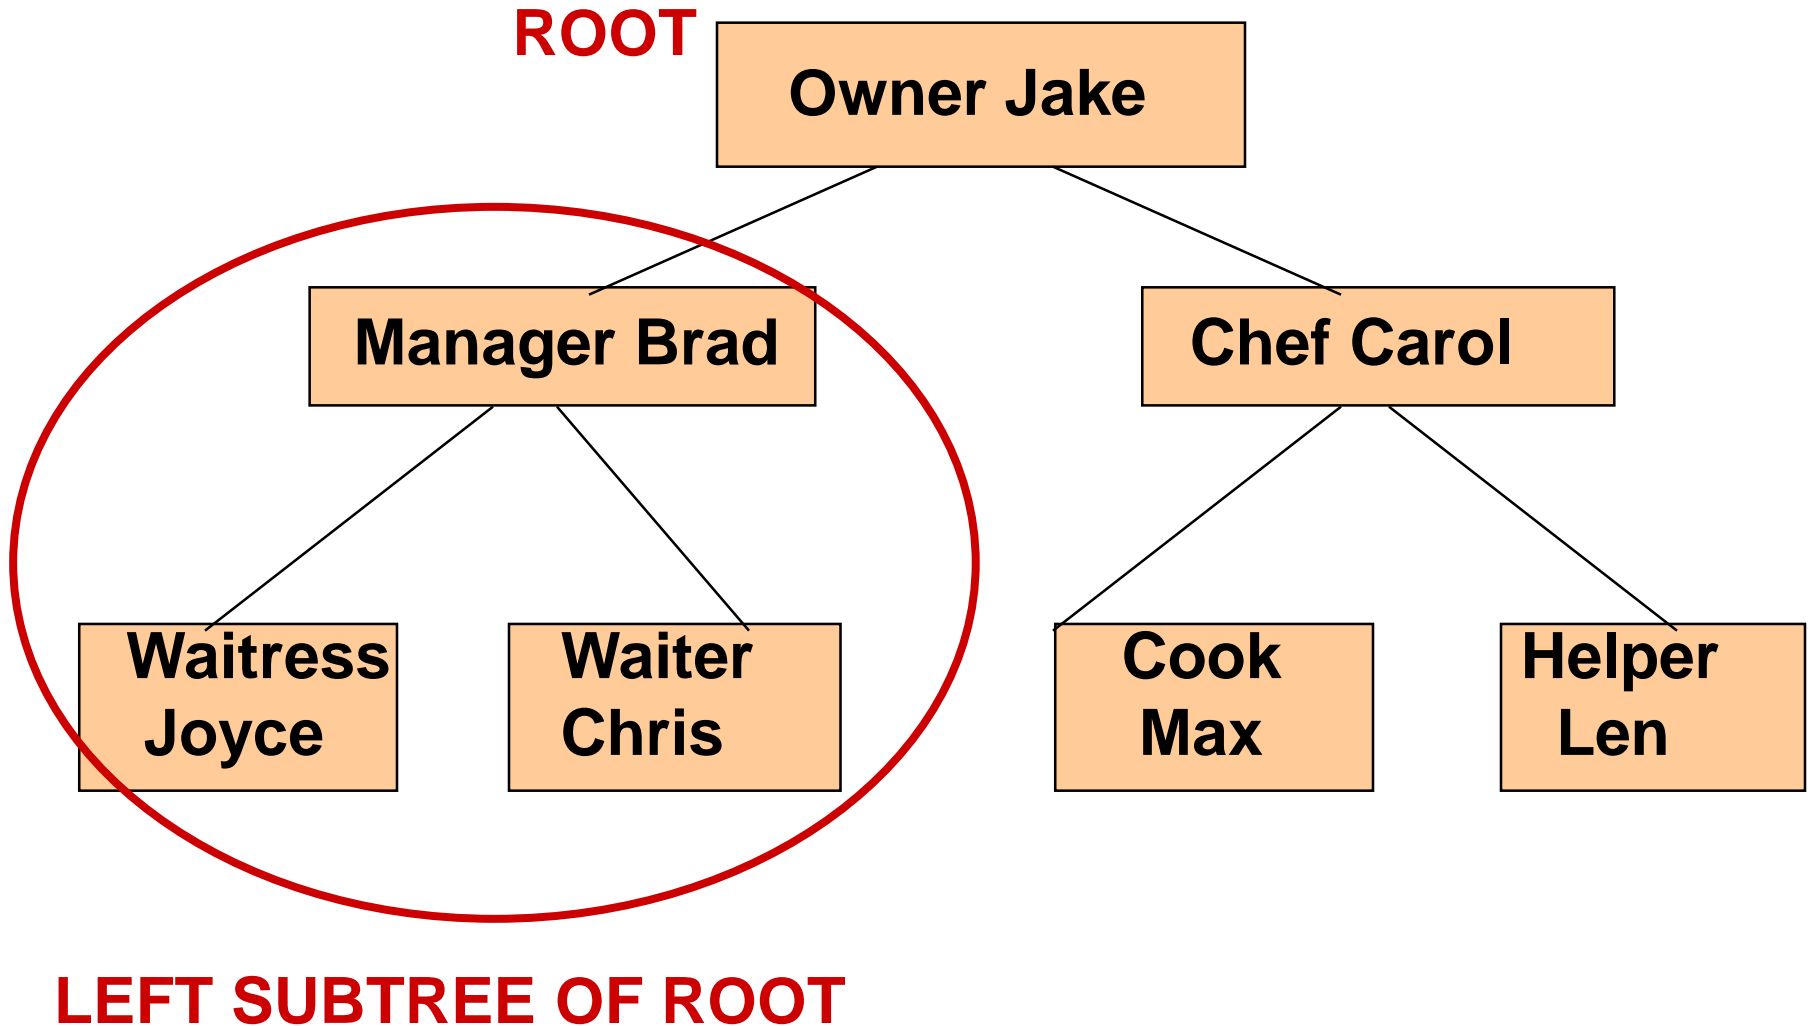 ROOT
Owner Jake
Manager Brad
Chef Carol
Waitress
Joyce
Waiter
Chris
Cook
Max
Helper
Len
LEFT SUBTREE OF ROOT